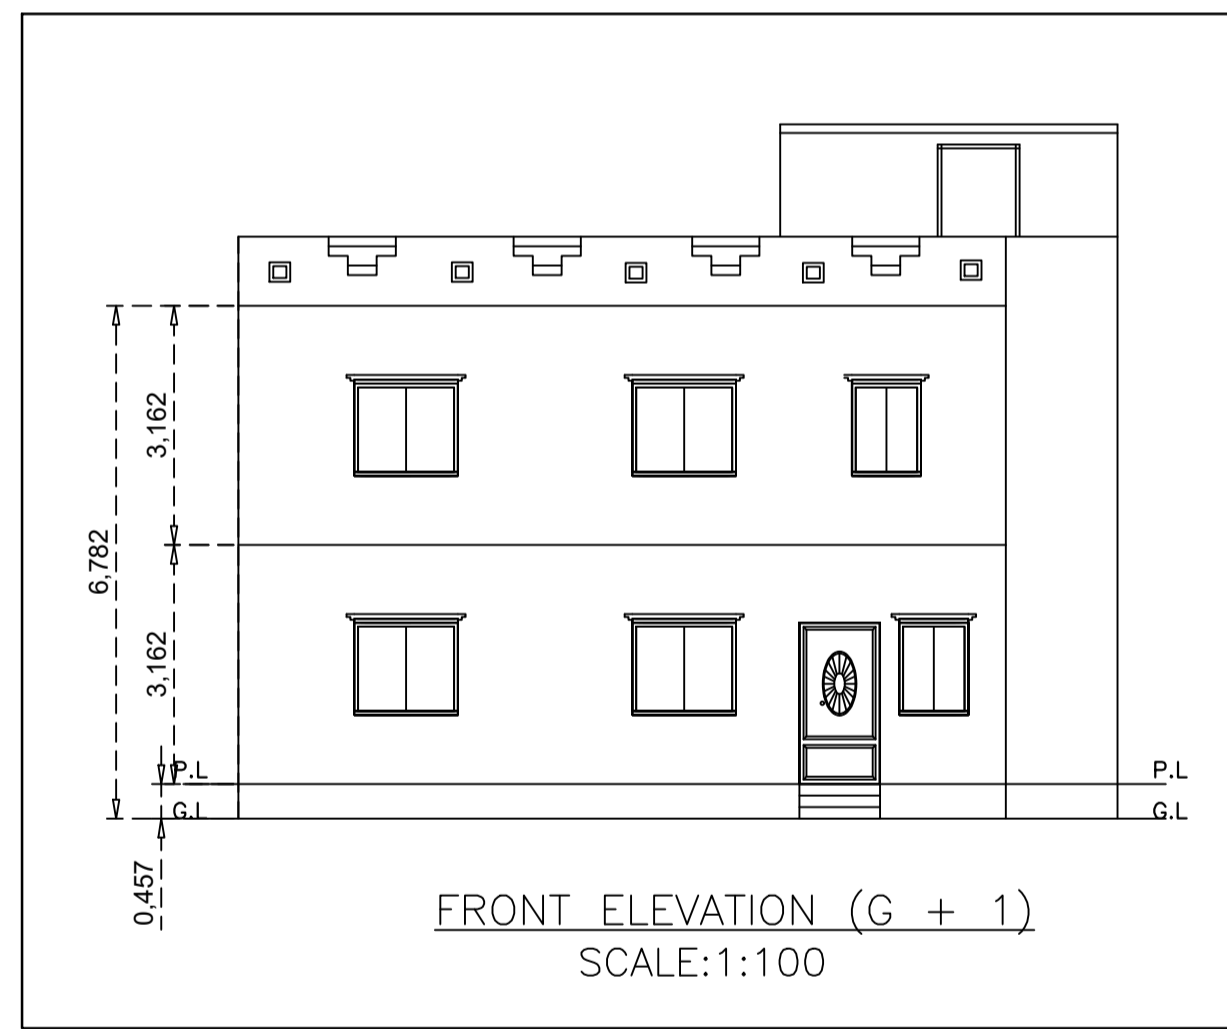 3,162
6,782
3,162
P.L
P.L
G.L
G.L
0,457
FRONT ELEVATION (G + 1)
SCALE:1:100